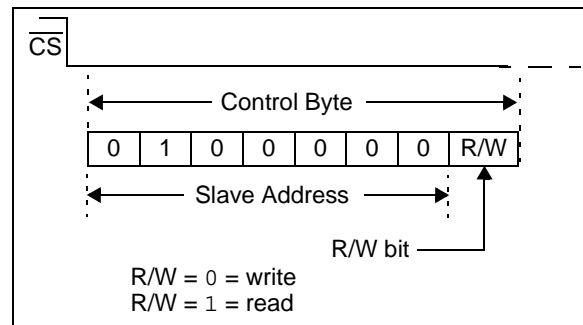 CS
Control Byte
0 1 0 0 0 0 0 R/W
Slave Address
R/W bit
R/W = 0 = write
R/W = 1 = read